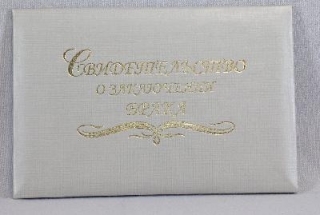 Свидетельство
о заключении
брака